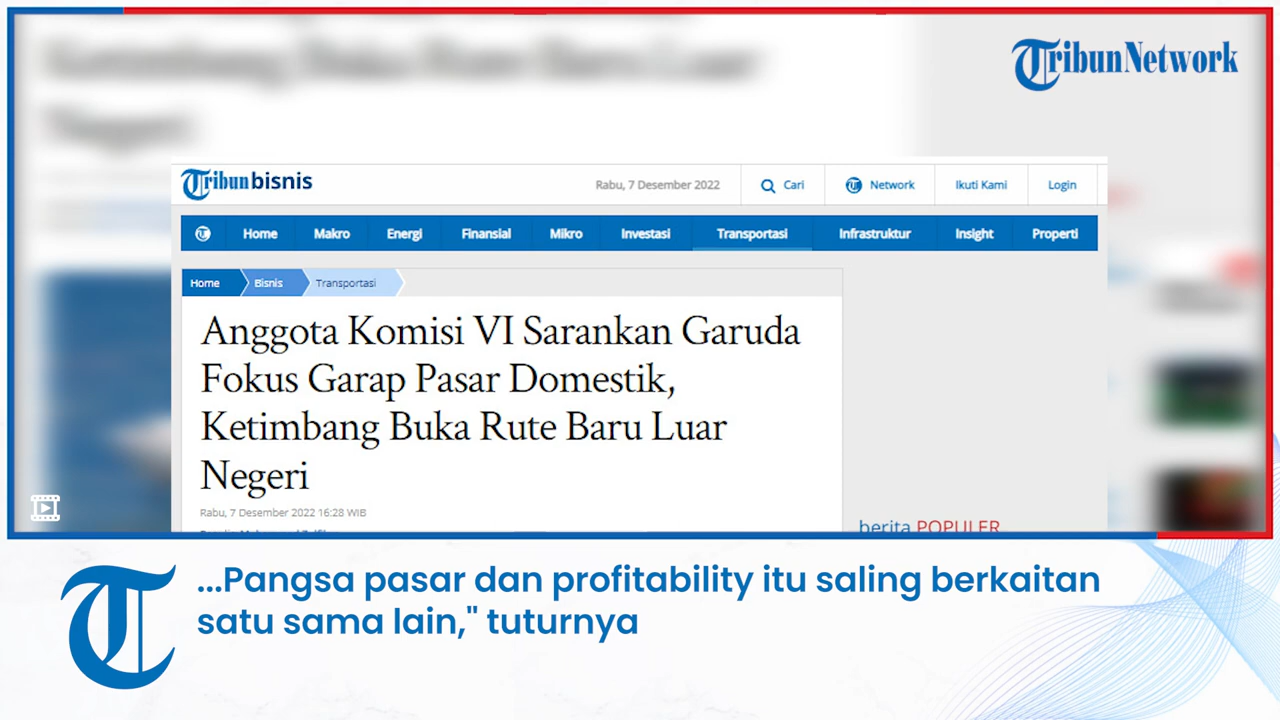 TribunNetwork
Tribunbisnis
Rabu, 7 Desember 2022
Cari
Network
Ikuti Kami
Login
Home
Makro
Energi
Finansial
Mikro
Investasi
Transportasi
Infrastruktur
Insight
Properti
Home
Bisnis
Transportasi
Anggota Komisi VI Sarankan Garuda
Fokus Garap Pasar Domestik,
Ketimbang Buka Rute Baru Luar
Negeri
Rabu, 7 Desember 2022 16:28 WIB
berita POPULER
...Pangsa pasar dan profitability itu saling berkaitan
satu sama lain," tuturnya